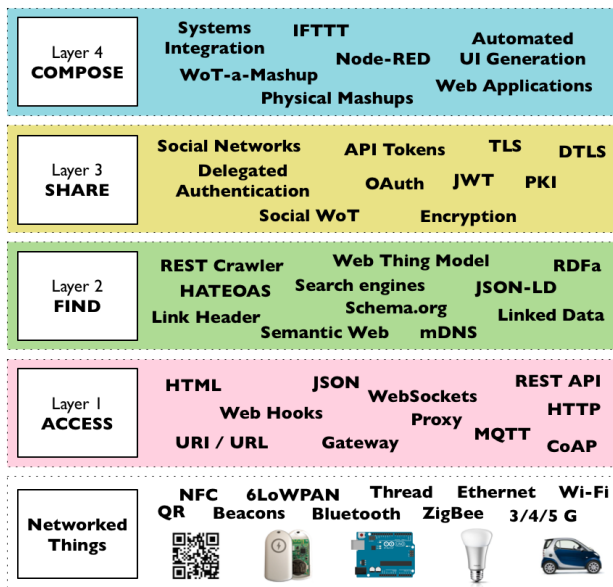 Layer 4
COMPOSE
Systems
Integration
IFTTT
Node-RED
Automated
UI Generation
WoT-a-Mashup
Physical Mashups
Web Applications
Layer 3
SHARE
Social Networks
API Tokens
TLS
DTLS
Delegated
Authentication
OAuth
JWT
PKI
Social WoT
Encryption
Layer 2
FIND
REST Crawler
Web Thing Model
RDFa
HATEOAS
Search engines
JSON-LD
Link Header
Schema.org
Linked Data
Semantic Web
mDNS
Layer 1
ACCESS
HTML
JSON
REST API
WebSockets
Web Hooks
Proxy
HTTP
URI / URL
Gateway
MQTT
CoAP
Networked
Things
NFC
6LoWPAN
Thread
Ethernet
Wi-Fi
QR
Beacons
Bluetooth
ZigBee
3/4/5 G